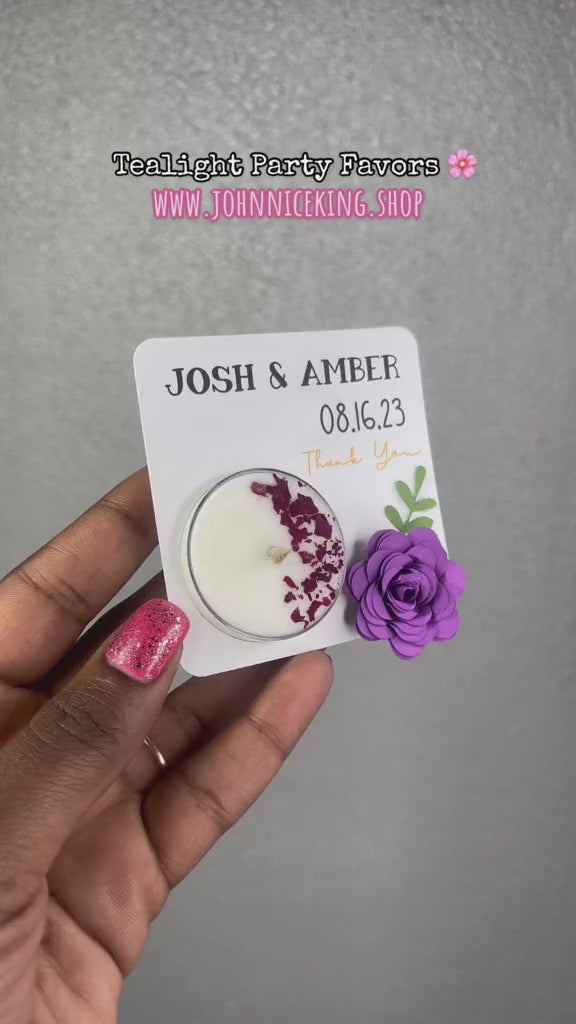 Tealight Party Favors 🌸
WWW.JOHNNICEKING.SHOP
JOSH & AMBER
08.16.23
Thank You